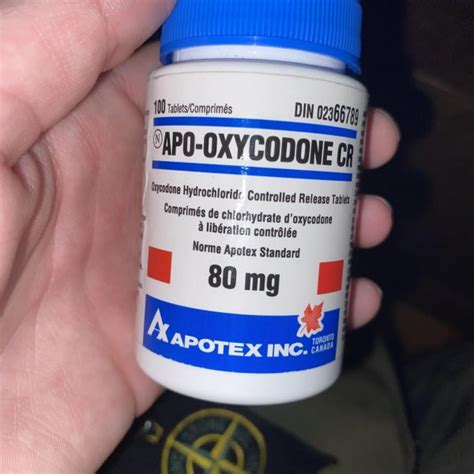 100 Tablets/Comprimés
DIN 02366789
Ⓝ APO-OXYCODONE CR
Oxycodone Hydrochloride Controlled Release Tablets
Comprimés de chlorhydrate d'oxycodone
à libération contrôlée
Norme Apotex Standard
80 mg
APOTEX INC.
TORONTO
CANADA
STONE